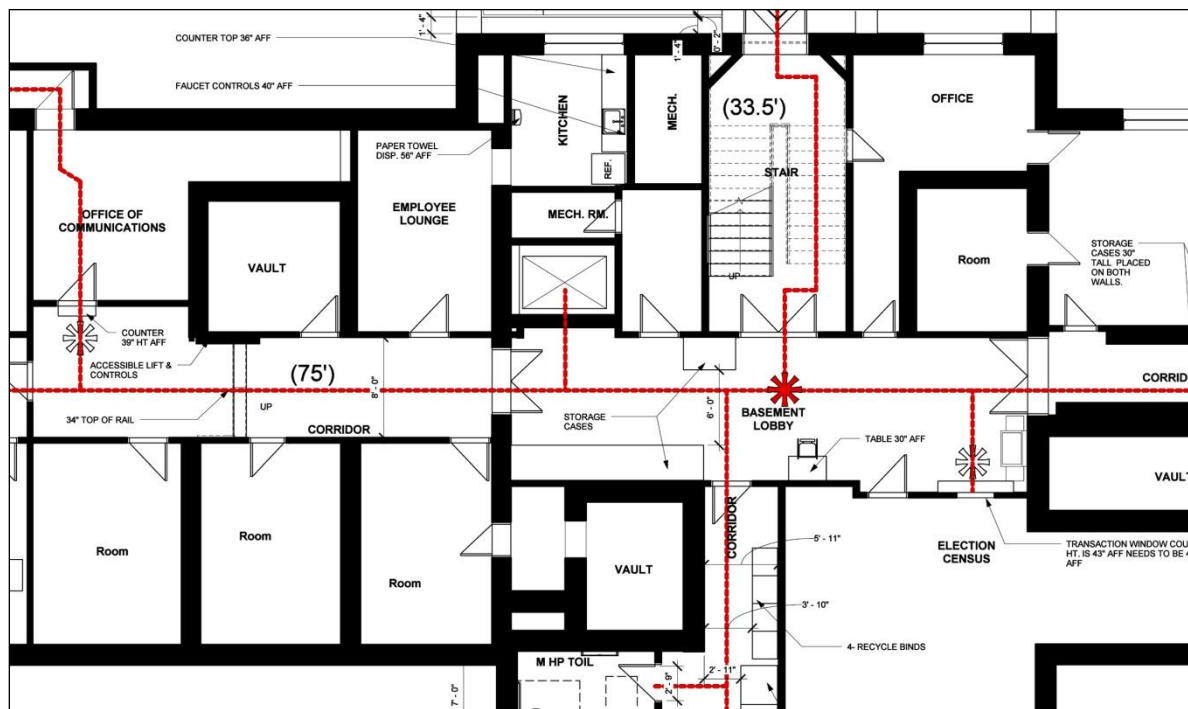 1' - 4"
COUNTER TOP 36" AFF
1' - 4"
0' - 2"
FAUCET CONTROLS 40" AFF
KITCHEN
MECH.
(33.5')
OFFICE
PAPER TOWEL
DISP. 56" AFF
REF.
STAIR
OFFICE OF
COMMUNICATIONS
EMPLOYEE
LOUNGE
MECH. RM.
VAULT
UP
Room
STORAGE
CASES 30"
TALL PLACED
ON BOTH
WALLS.
COUNTER
39" HT AFF
ACCESSIBLE LIFT &
CONTROLS
(75')
8' - 0"
CORRID
34" TOP OF RAIL
UP
CORRIDOR
STORAGE
CASES
6' - 0"
BASEMENT
LOBBY
TABLE 30" AFF
VAULT
CORRIDOR
Room
Room
Room
VAULT
5' - 11"
ELECTION
CENSUS
TRANSACTION WINDOW COU
HT. IS 43" AFF NEEDS TO BE 4
AFF
3' - 10"
4- RECYCLE BINDS
M HP TOIL
2' - 11"
2' - 9"
7' - 0"